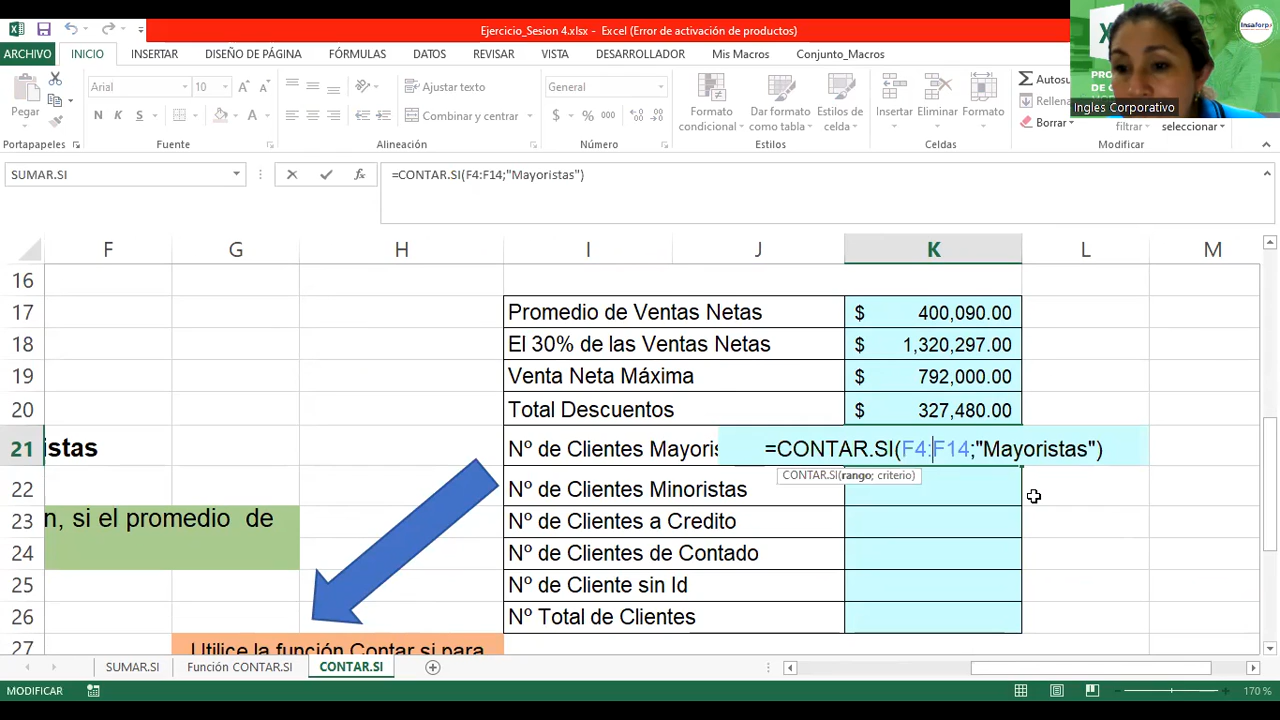 Ejercicio_Sesion 4.xlsx - Excel (Error de activación de productos)
Insaforp
ARCHIVO INICIO INSERTAR DISEÑO DE PÁGINA FÓRMULAS DATOS REVISAR VISTA DESARROLLADOR Mis Macros Conjunto_Macros
Ingles Corporativo
Pegar
Arial 10
N K S
Ajustar texto
Combinar y centrar
General
$ % 000
Formato condicional
Dar formato como tabla
Estilos de celda
Insertar Eliminar Formato
Σ Autosu
Rellena
Borrar
filtrar
seleccionar
Portapapeles Fuente Alineación Número Estilos Celdas Modificar
SUMAR.SI
fx
=CONTAR.SI(F4:F14;"Mayoristas")
F G H I J K L M
16
17 Promedio de Ventas Netas $ 400,090.00
18 El 30% de las Ventas Netas $ 1,320,297.00
19 Venta Neta Máxima $ 792,000.00
20 Total Descuentos $ 327,480.00
21 istas Nº de Clientes Mayoris =CONTAR.SI(F4:F14;"Mayoristas")
CONTAR.SI(rango; criterio)
22 Nº de Clientes Minoristas
23 n, si el promedio de Nº de Clientes a Credito
24 Nº de Clientes de Contado
25 Nº de Cliente sin Id
26 Nº Total de Clientes
27 Utilice la función Contar si para
SUMAR.SI Función CONTAR.SI CONTAR.SI
MODIFICAR
170 %